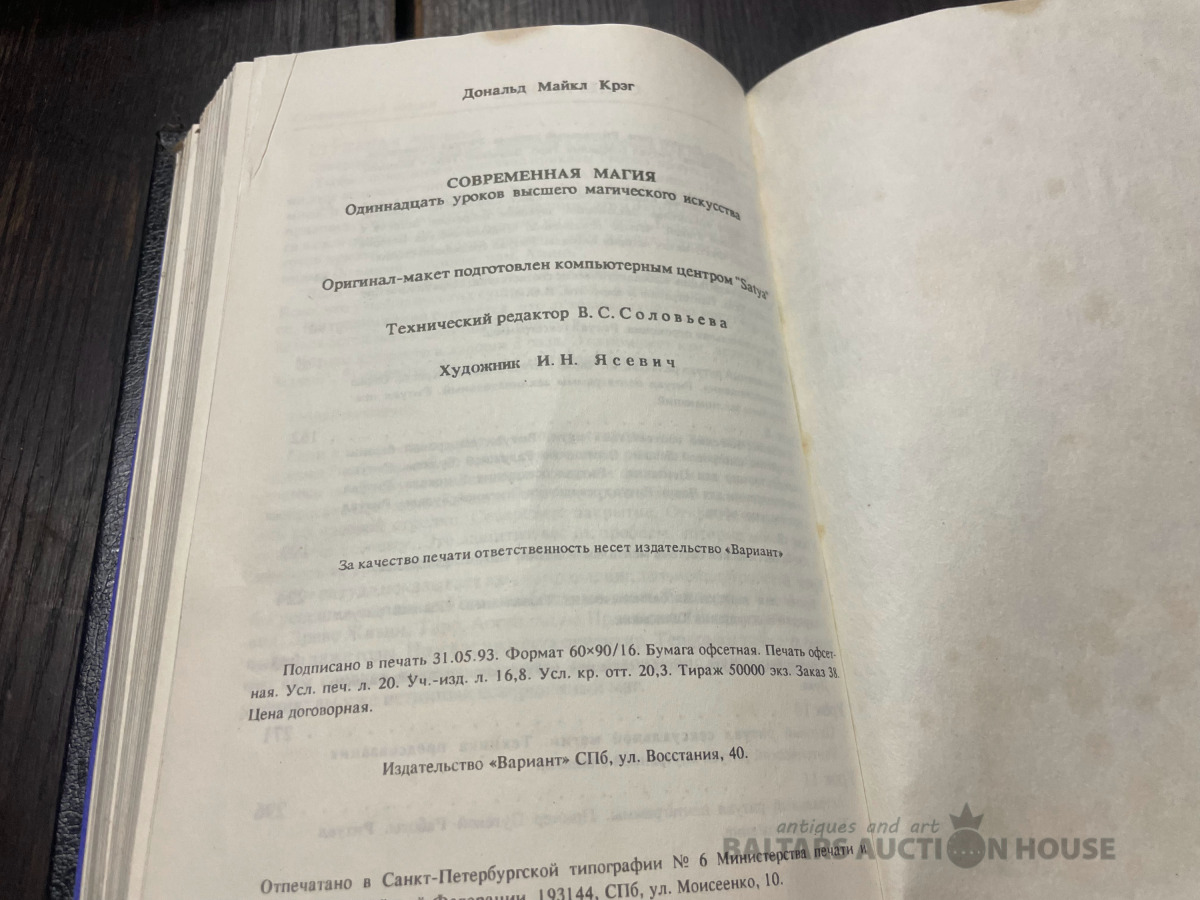 Дональд Майкл Крэг
СОВРЕМЕННАЯ МАГИЯ
Одиннадцать уроков высшего магического искусства
Оригинал-макет подготовлен компьютерным центром "Satya"
Технический редактор В. С. Соловьева
Художник И. Н. Ясевич
За качество печати ответственность несет издательство «Вариант»
Подписано в печать 31.05.93. Формат 60×90/16. Бумага офсетная. Печать офсет-
ная. Усл. печ. л. 20. Уч.-изд. л. 16,8. Усл. кр. отт. 20,3. Тираж 50000 экз. Заказ 38.
Цена договорная.
Издательство «Вариант» СПб, ул. Восстания, 40.
Отпечатано в Санкт-Петербургской типографии № 6 Министерства печати и
Федерации, 193144, СПб, ул. Моисеенко, 10.
antiques and art
BALTARS AUCTION HOUSE